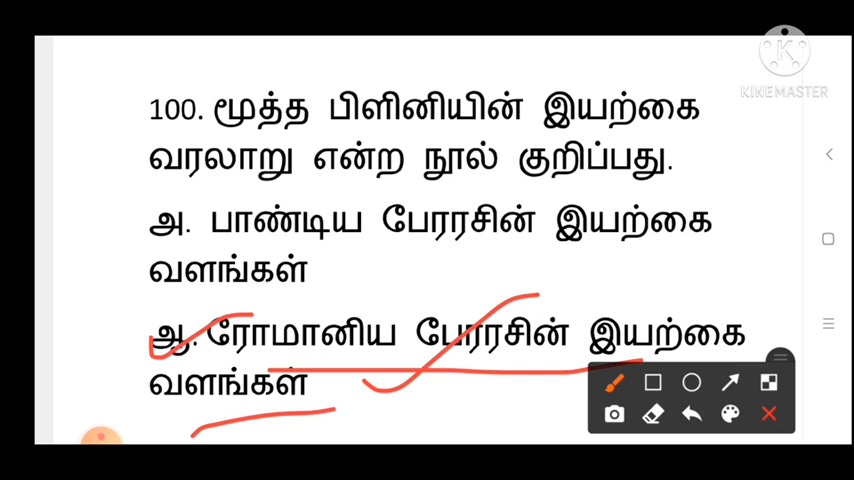 KINEMASTER
100. மூத்த பிளினியின் இயற்கை
வரலாறு என்ற நூல் குறிப்பது.
அ. பாண்டிய பேரரசின் இயற்கை
வளங்கள்
ஆ. ரோமானிய பேரரசின் இயற்கை
வளங்கள்